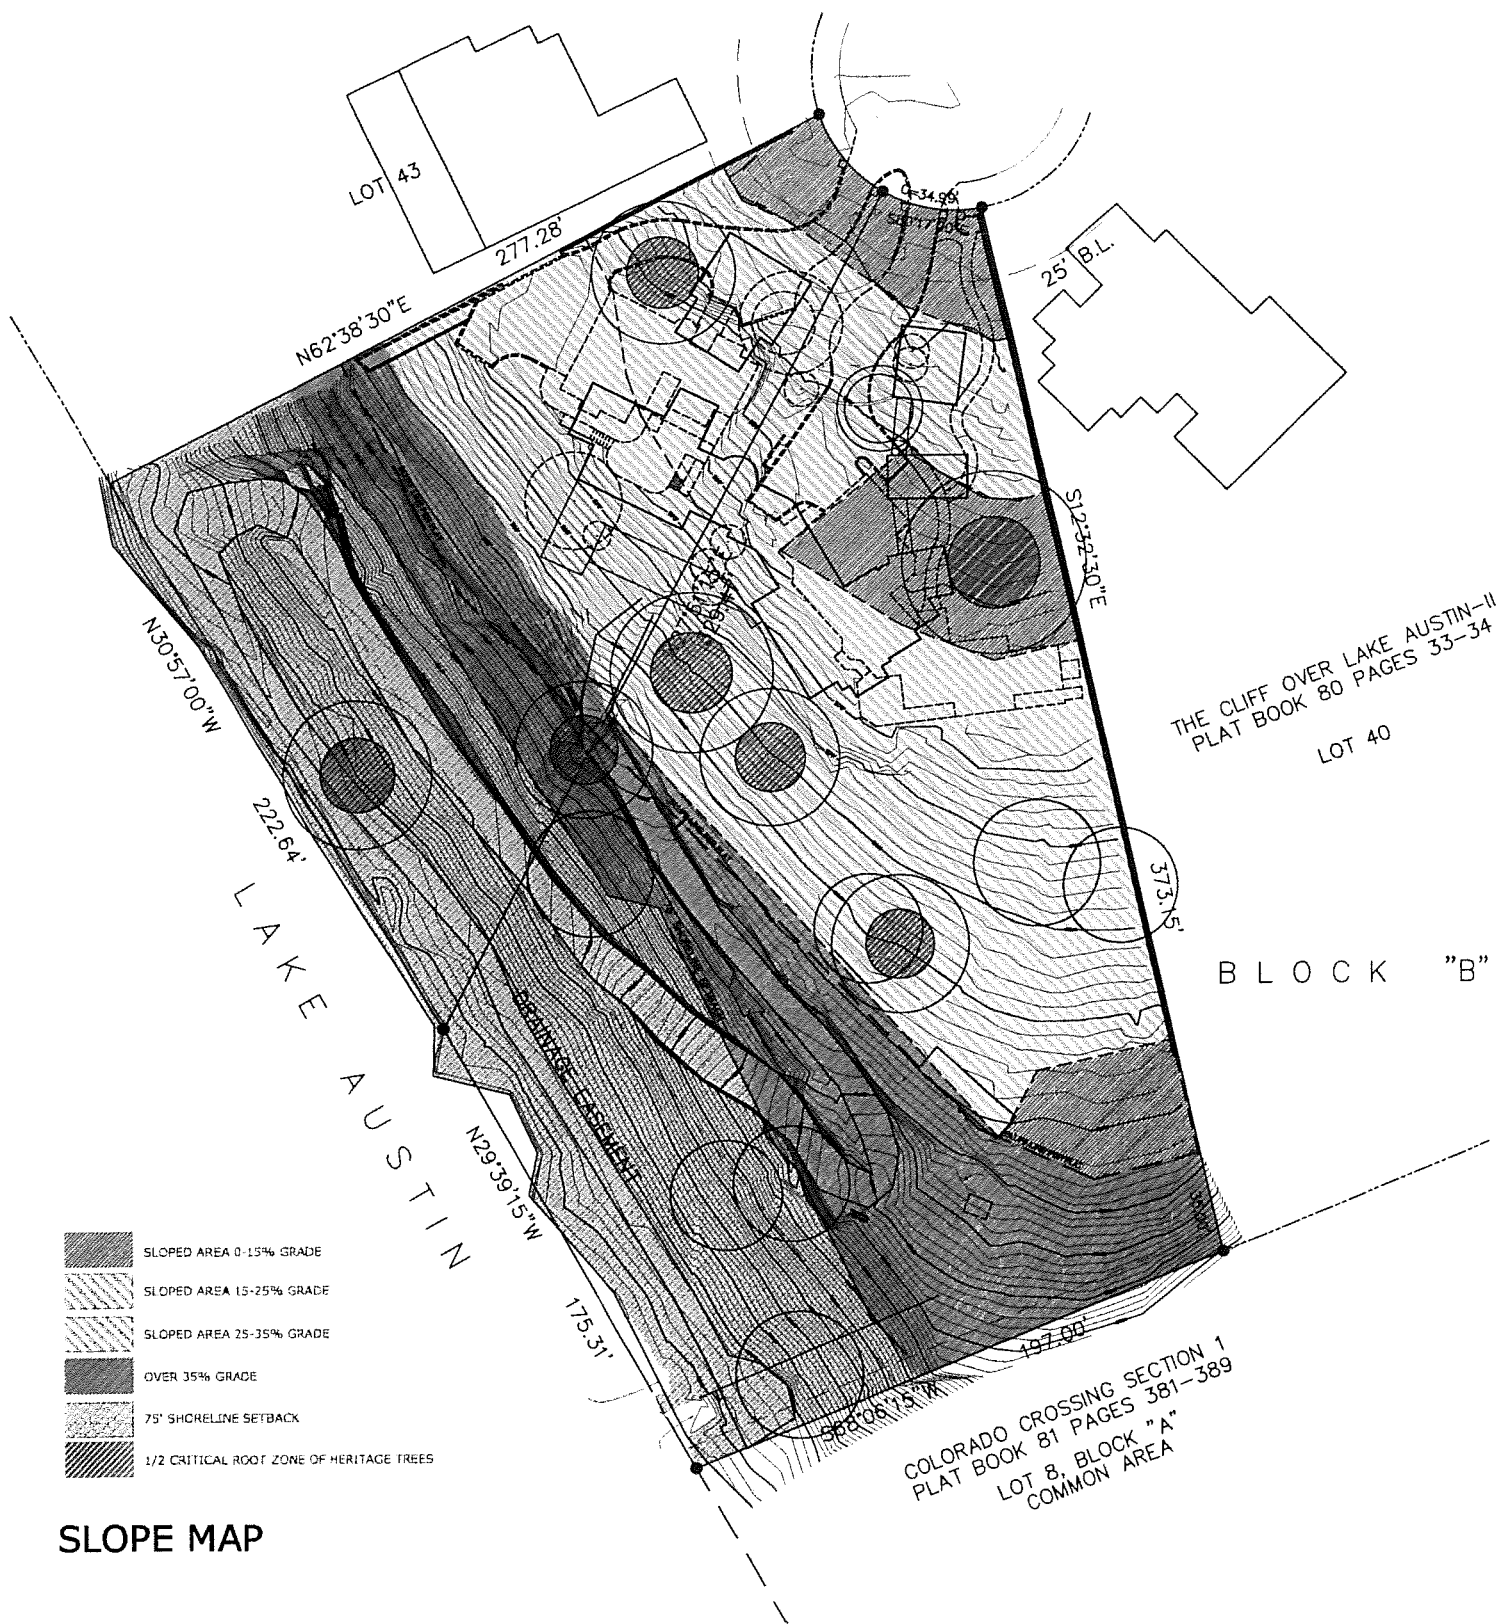 LOT 43
277.28'
N62°38'30"E
25' B.L.
S12°32'30"E
N30°57'00"W
222.64'
THE CLIFF OVER LAKE AUSTIN-II
PLAT BOOK 80 PAGES 33-34
LOT 40
373.15'
BLOCK "B"
LAKE AUSTIN
DRAINAGE EASEMENT
N29°39'15"W
175.31'
197.00'
S68°06'15"W
COLORADO CROSSING SECTION 1
PLAT BOOK 81 PAGES 381-389
LOT 8, BLOCK "A"
COMMON AREA
SLOPED AREA 0-15% GRADE
SLOPED AREA 15-25% GRADE
SLOPED AREA 25-35% GRADE
OVER 35% GRADE
75' SHORELINE SETBACK
1/2 CRITICAL ROOT ZONE OF HERITAGE TREES
SLOPE MAP